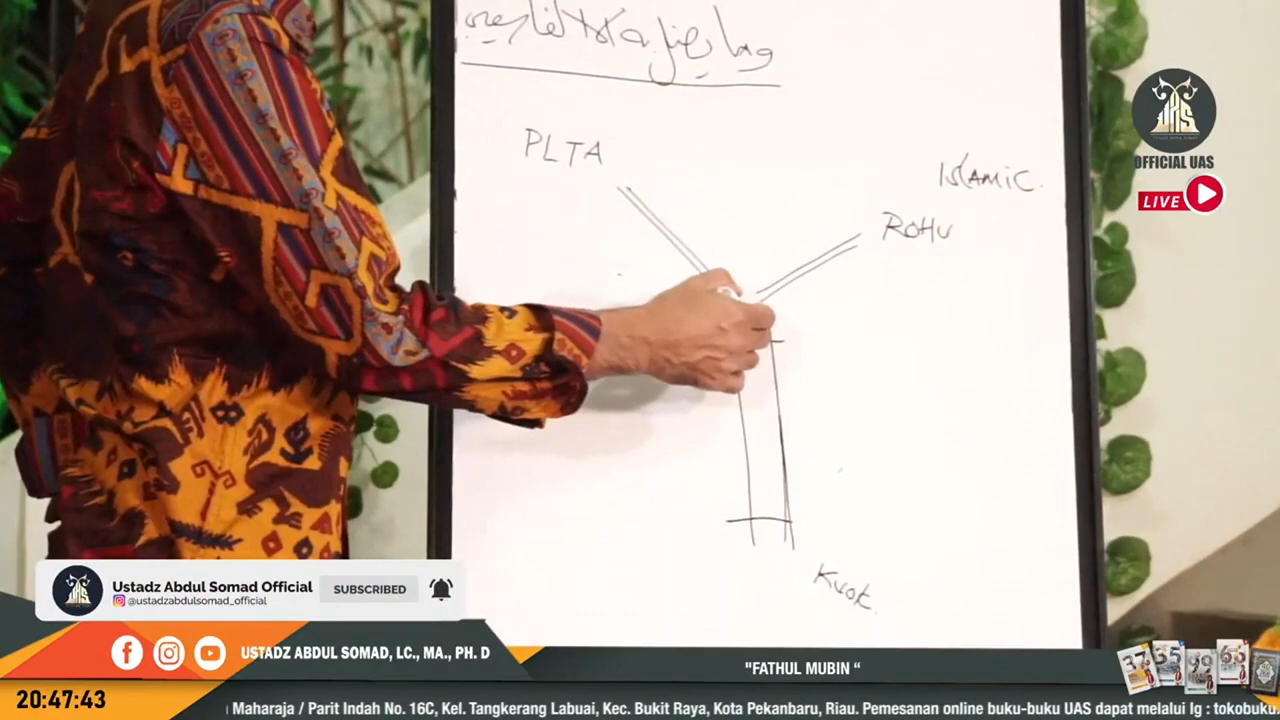 PLTA
Islamic.
ROHU
OFFICIAL UAS
LIVE
Ustadz Abdul Somad Official
@ustadzabdulsomad_official
SUBSCRIBED
USTADZ ABDUL SOMAD, LC., MA., PH. D
"FATHUL MUBIN “
20:47:43
Maharaja / Parit Indah No. 16C, Kel. Tangkerang Labuai, Kec. Bukit Raya, Kota Pekanbaru, Riau. Pemesanan online buku-buku UAS dapat melalui Ig : tokobuku